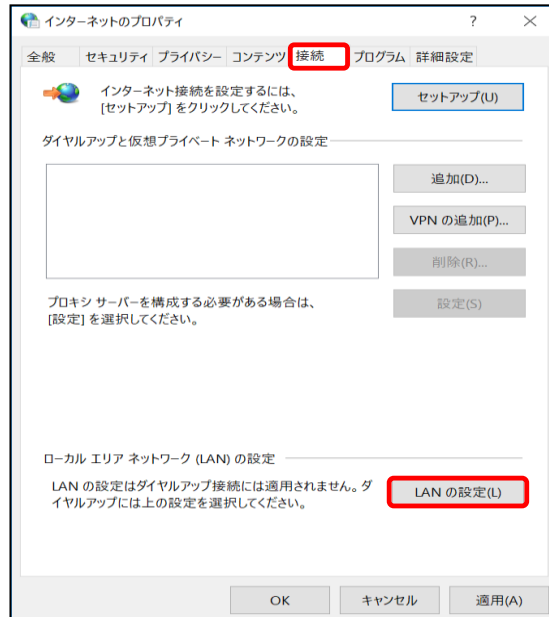 インターネットのプロパティ
? ×
全般 セキュリティ プライバシー コンテンツ 接続 プログラム 詳細設定
インターネット接続を設定するには、
[セットアップ] をクリックしてください。
セットアップ(U)
ダイヤルアップと仮想プライベート ネットワークの設定
追加(D)...
VPN の追加(P)...
削除(R)...
設定(S)
プロキシ サーバーを構成する必要がある場合は、
[設定] を選択してください。
ローカル エリア ネットワーク (LAN) の設定
LAN の設定はダイヤルアップ接続には適用されません。ダ
イヤルアップには上の設定を選択してください。
LAN の設定(L)
OK キャンセル 適用(A)